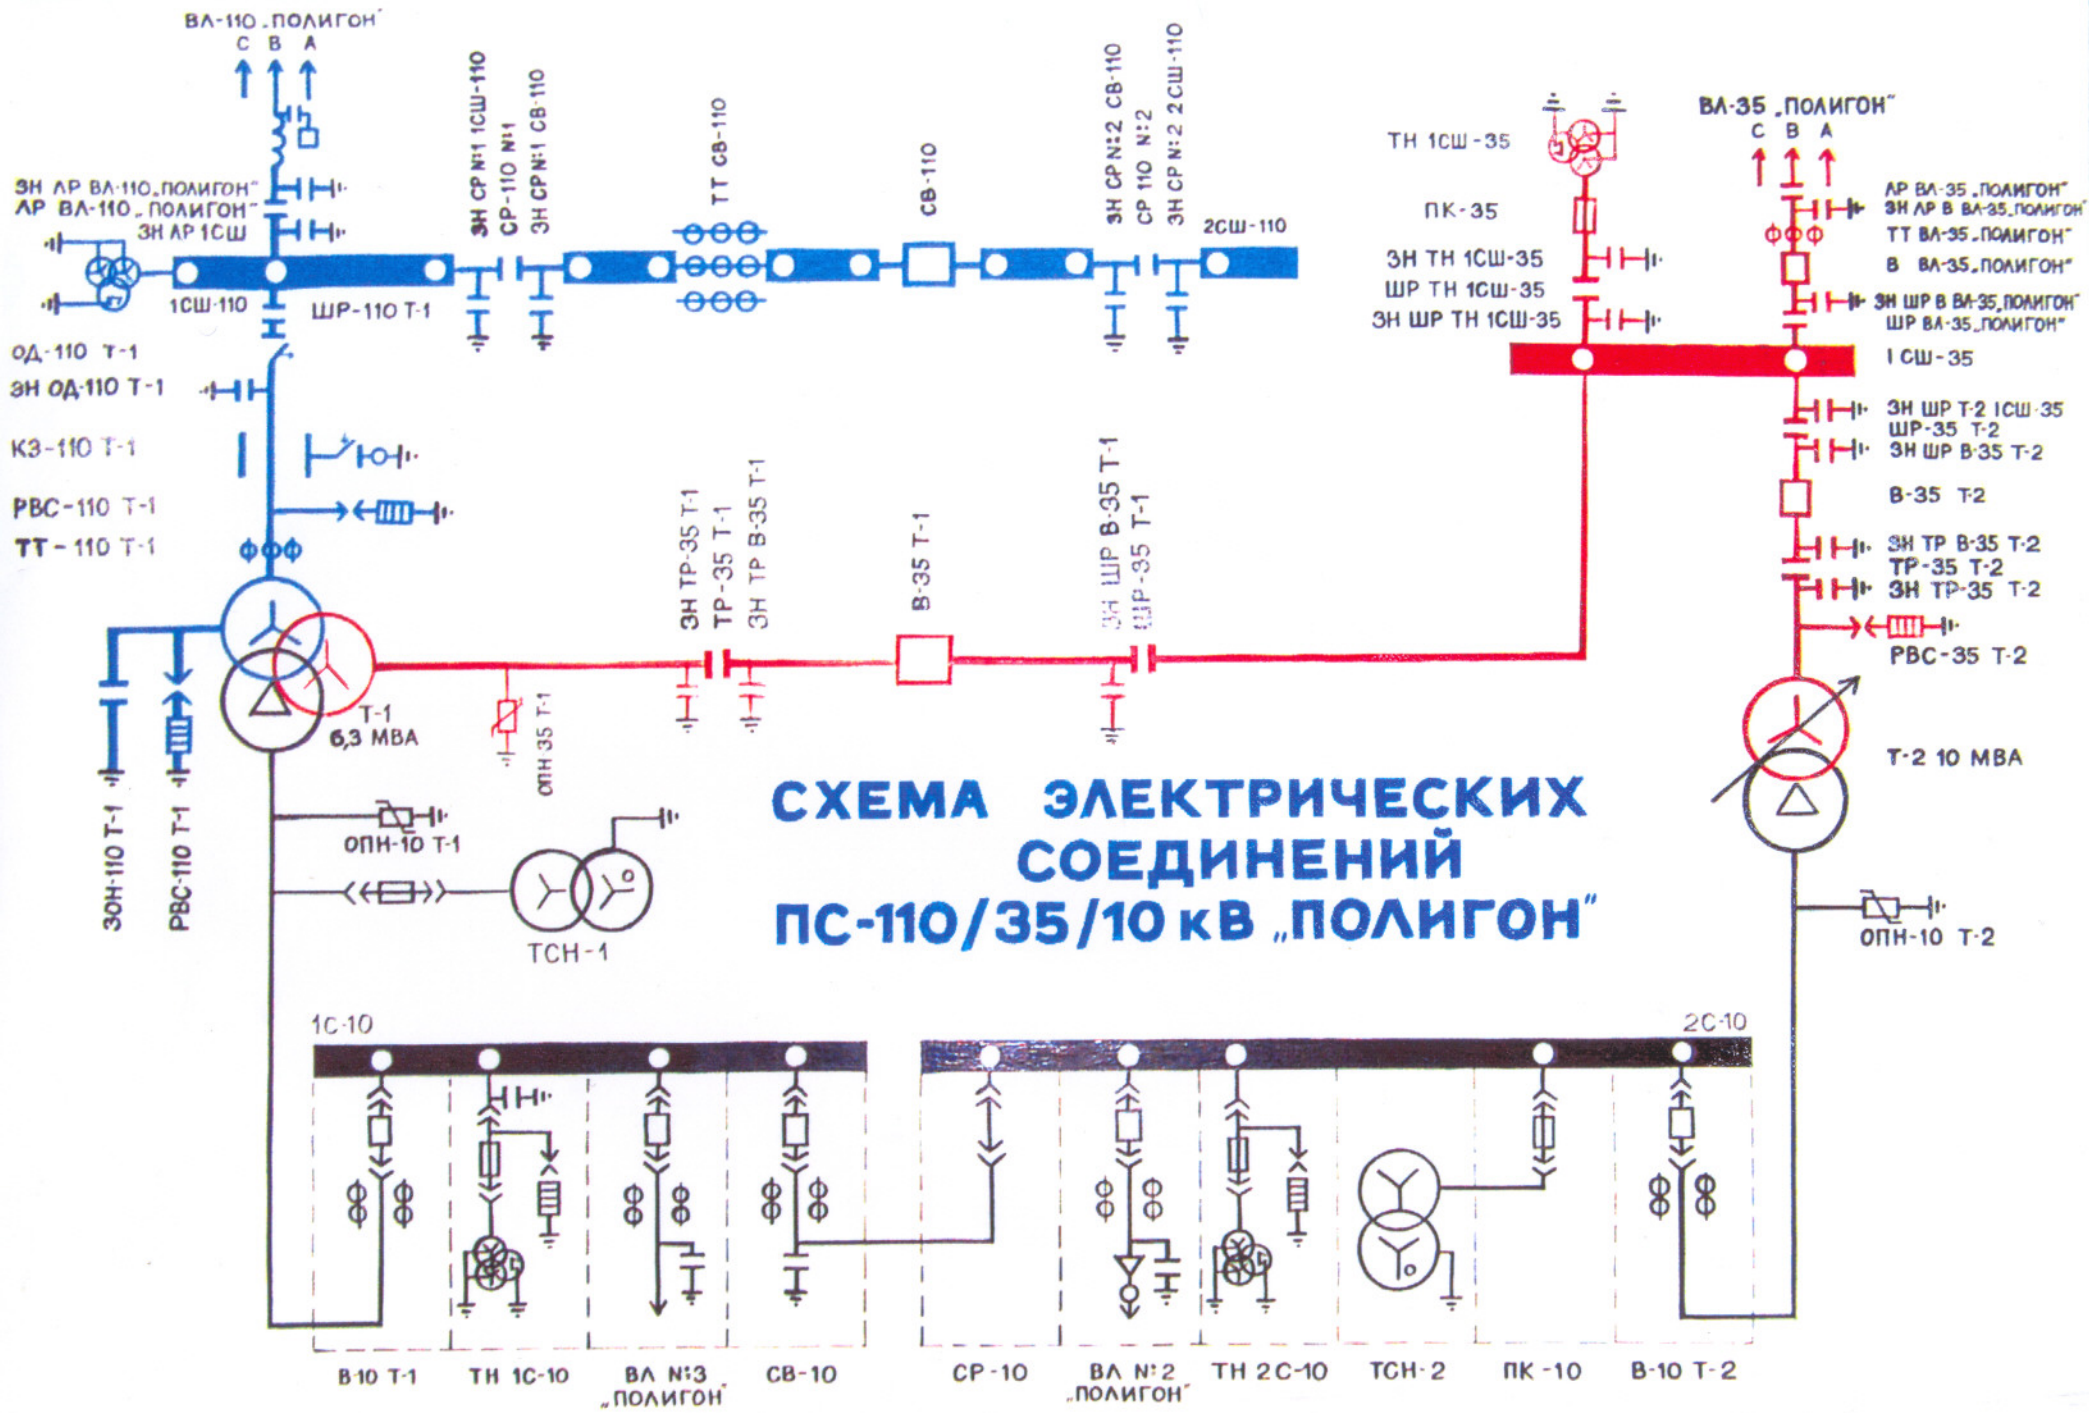 ВЛ-110 „ПОЛИГОН"
С В А
ЗН ЛР ВЛ-110 „ПОЛИГОН"
ЛР ВЛ-110 „ПОЛИГОН"
ЗН ЛР 1СШ
1СШ-110
ШР-110 Т-1
ЗН СР №1 1СШ-110
СР-110 №1
ЗН СР №1 СВ-110
ТТ СВ-110
СВ-110
ЗН СР №2 СВ-110
СР 110 №2
ЗН СР №2 2СШ-110
2СШ-110
ОД-110 Т-1
ЗН ОД-110 Т-1
КЗ-110 Т-1
РВС-110 Т-1
ТТ-110 Т-1
ТН 1СШ-35
ПК-35
ЗН ТН 1СШ-35
ШР ТН 1СШ-35
ЗН ШР ТН 1СШ-35
ВЛ-35 „ПОЛИГОН"
С В А
ЛР ВЛ-35 „ПОЛИГОН"
ЗН ЛР В ВЛ-35 „ПОЛИГОН"
ТТ ВЛ-35 „ПОЛИГОН"
В ВЛ-35 „ПОЛИГОН"
ЗН ШР В ВЛ-35 „ПОЛИГОН"
ШР ВЛ-35 „ПОЛИГОН"
I СШ-35
ЗН ШР Т-2 I СШ-35
ШР-35 Т-2
ЗН ШР В-35 Т-2
В-35 Т-2
ЗН ТР В-35 Т-2
ТР-35 Т-2
ЗН ТР-35 Т-2
РВС-35 Т-2
Т-2 10 МВА
ОПН-10 Т-2
ЗН ТР-35 Т-1
ТР-35 Т-1
ЗН ТР В-35 Т-1
В-35 Т-1
ЗН ШР В-35 Т-1
ШР-35 Т-1
Т-1
6,3 МВА
ОПН 35 Т-1
ЗОН-110 Т-1
РВС-110 Т-1
ОПН-10 Т-1
ТСН-1
СХЕМА ЭЛЕКТРИЧЕСКИХ
СОЕДИНЕНИЙ
ПС-110/35/10 кВ „ПОЛИГОН"
1С-10
2С-10
В-10 Т-1
ТН 1С-10
ВЛ №3
„ПОЛИГОН"
СВ-10
СР-10
ВЛ №2
„ПОЛИГОН"
ТН 2С-10
ТСН-2
ПК-10
В-10 Т-2